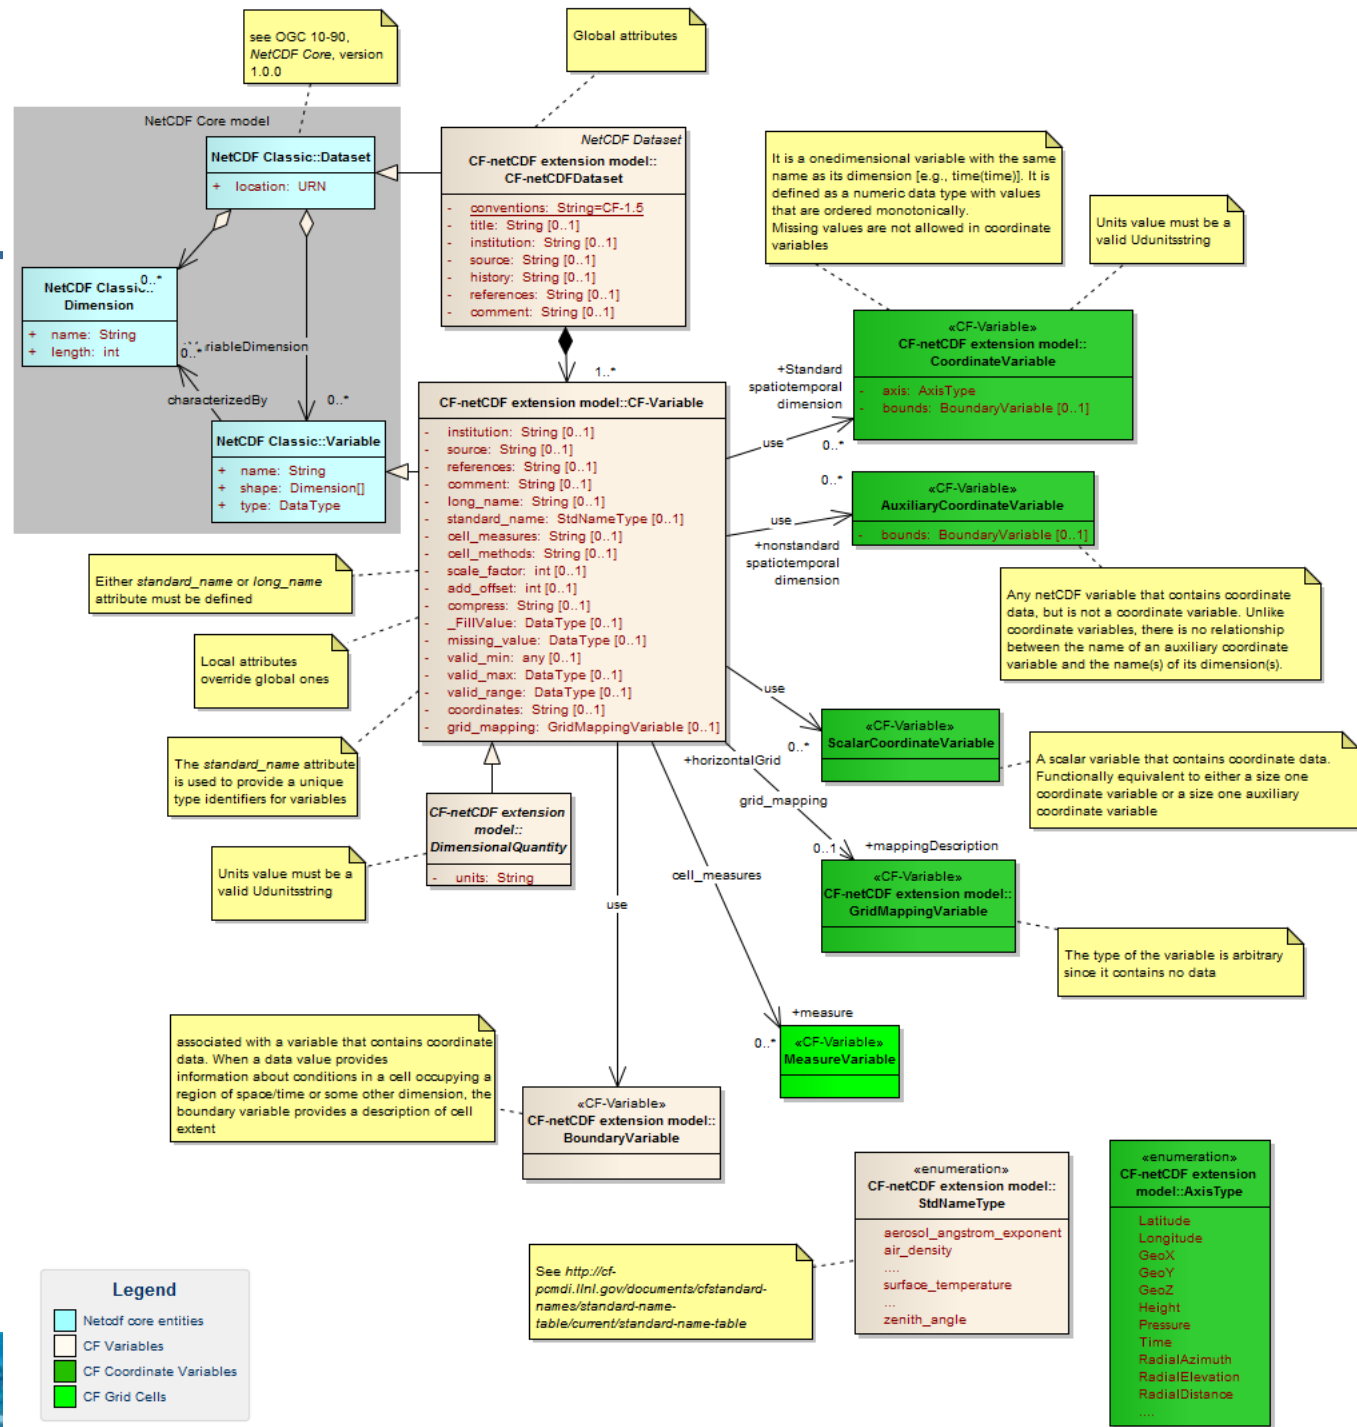 see OGC 10-90,
NetCDF Core, version
1.0.0
Global attributes
NetCDF Core model
NetCDF Classic::Dataset
+ location: URN
NetCDF Dataset
CF-netCDF extension model::
CF-netCDFDataset
- conventions: String=CF-1.5
- title: String [0..1]
- institution: String [0..1]
- source: String [0..1]
- history: String [0..1]
- references: String [0..1]
- comment: String [0..1]
It is a onedimensional variable with the same
name as its dimension [e.g., time(time)]. It is
defined as a numeric data type with values
that are ordered monotonically.
Missing values are not allowed in coordinate
variables
Units value must be a
valid Udunitsstring
0..*
NetCDF Classic::
Dimension
+ name: String
+ length: int
0..*
riableDimension
characterizedBy
0..*
NetCDF Classic::Variable
+ name: String
+ shape: Dimension[]
+ type: DataType
1..*
CF-netCDF extension model::CF-Variable
- institution: String [0..1]
- source: String [0..1]
- references: String [0..1]
- comment: String [0..1]
- long_name: String [0..1]
- standard_name: StdNameType [0..1]
- cell_measures: String [0..1]
- cell_methods: String [0..1]
- scale_factor: int [0..1]
- add_offset: int [0..1]
- compress: String [0..1]
- _FillValue: DataType [0..1]
- missing_value: DataType [0..1]
- valid_min: any [0..1]
- valid_max: DataType [0..1]
- valid_range: DataType [0..1]
- coordinates: String [0..1]
- grid_mapping: GridMappingVariable [0..1]
+Standard
spatiotemporal
dimension
use
0..*
«CF-Variable»
CF-netCDF extension model::
CoordinateVariable
- axis: AxisType
- bounds: BoundaryVariable [0..1]
0..*
use
+nonstandard
spatiotemporal
dimension
«CF-Variable»
AuxiliaryCoordinateVariable
- bounds: BoundaryVariable [0..1]
Either standard_name or long_name
attribute must be defined
Any netCDF variable that contains coordinate
data, but is not a coordinate variable. Unlike
coordinate variables, there is no relationship
between the name of an auxiliary coordinate
variable and the name(s) of its dimension(s).
Local attributes
override global ones
use
0..*
«CF-Variable»
ScalarCoordinateVariable
The standard_name attribute
is used to provide a unique
type identifiers for variables
A scalar variable that contains coordinate data.
Functionally equivalent to either a size one
coordinate variable or a size one auxiliary
coordinate variable
+horizontalGrid
grid_mapping
0..1
+mappingDescription
CF-netCDF extension
model::
DimensionalQuantity
- units: String
Units value must be a
valid Udunitsstring
«CF-Variable»
CF-netCDF extension model::
GridMappingVariable
cell_measures
use
The type of the variable is arbitrary
since it contains no data
+measure
0..*
«CF-Variable»
MeasureVariable
associated with a variable that contains coordinate
data. When a data value provides
information about conditions in a cell occupying a
region of space/time or some other dimension, the
boundary variable provides a description of cell
extent
«CF-Variable»
CF-netCDF extension model::
BoundaryVariable
«enumeration»
CF-netCDF extension model::
StdNameType
aerosol_angstrom_exponent
air_density
....
surface_temperature
...
zenith_angle
«enumeration»
CF-netCDF extension
model::AxisType
Latitude
Longitude
GeoX
GeoY
GeoZ
Height
Pressure
Time
RadialAzimuth
RadialElevation
RadialDistance
....
See http://cf-
pcmdi.llnl.gov/documents/cfstandard-
names/standard-name-
table/current/standard-name-table
Legend
Netcdf core entities
CF Variables
CF Coordinate Variables
CF Grid Cells